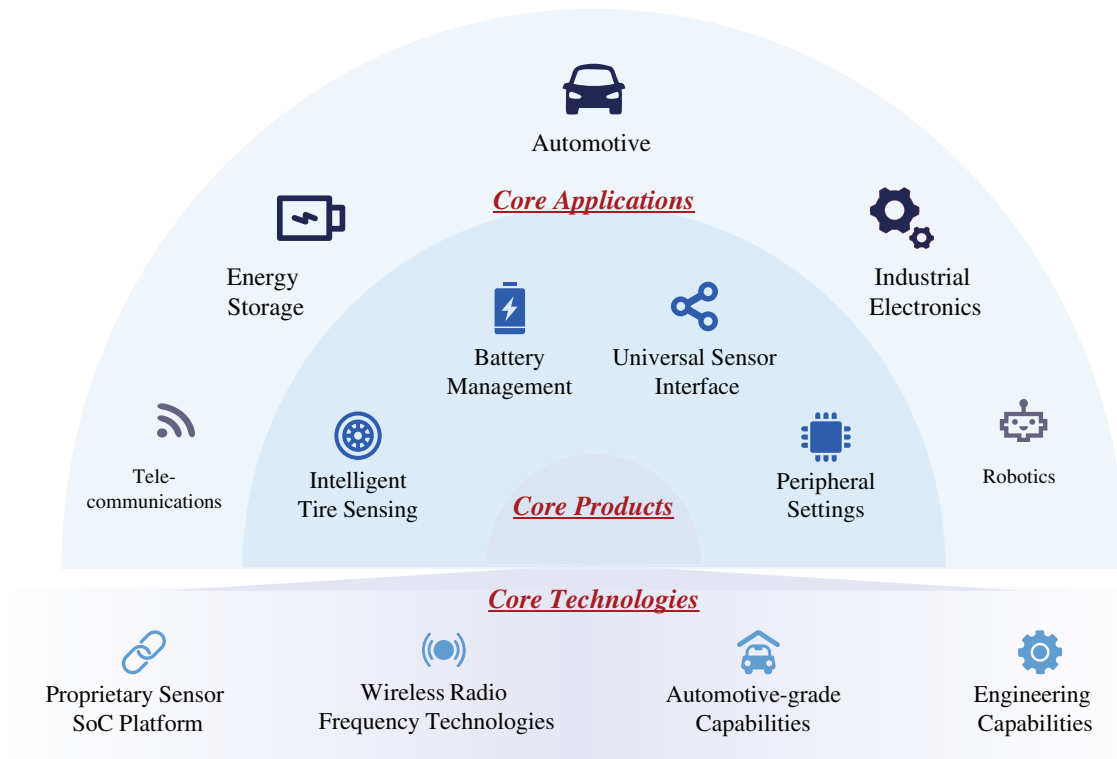 Automotive
Core Applications
Energy
Storage
Industrial
Electronics
Battery
Management
Universal Sensor
Interface
Tele-
communications
Intelligent
Tire Sensing
Peripheral
Settings
Robotics
Core Products
Core Technologies
Proprietary Sensor
SoC Platform
Wireless Radio
Frequency Technologies
Automotive-grade
Capabilities
Engineering
Capabilities